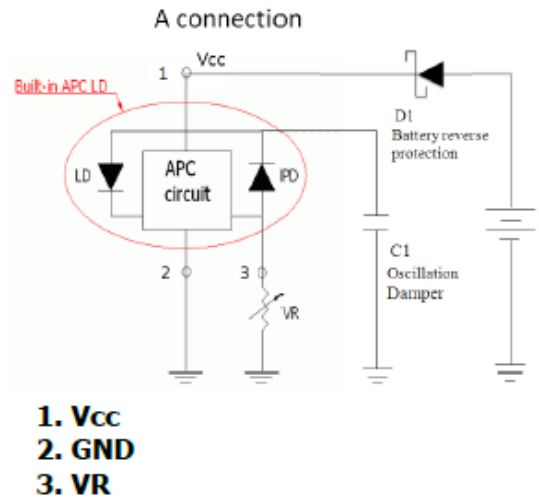 A connection
Vcc
1
Built-in APC LD
D1
Battery reverse
protection
LD
APC
circuit
PD
C1
Oscillation
Damper
2
3
VR
1. Vcc
2. GND
3. VR